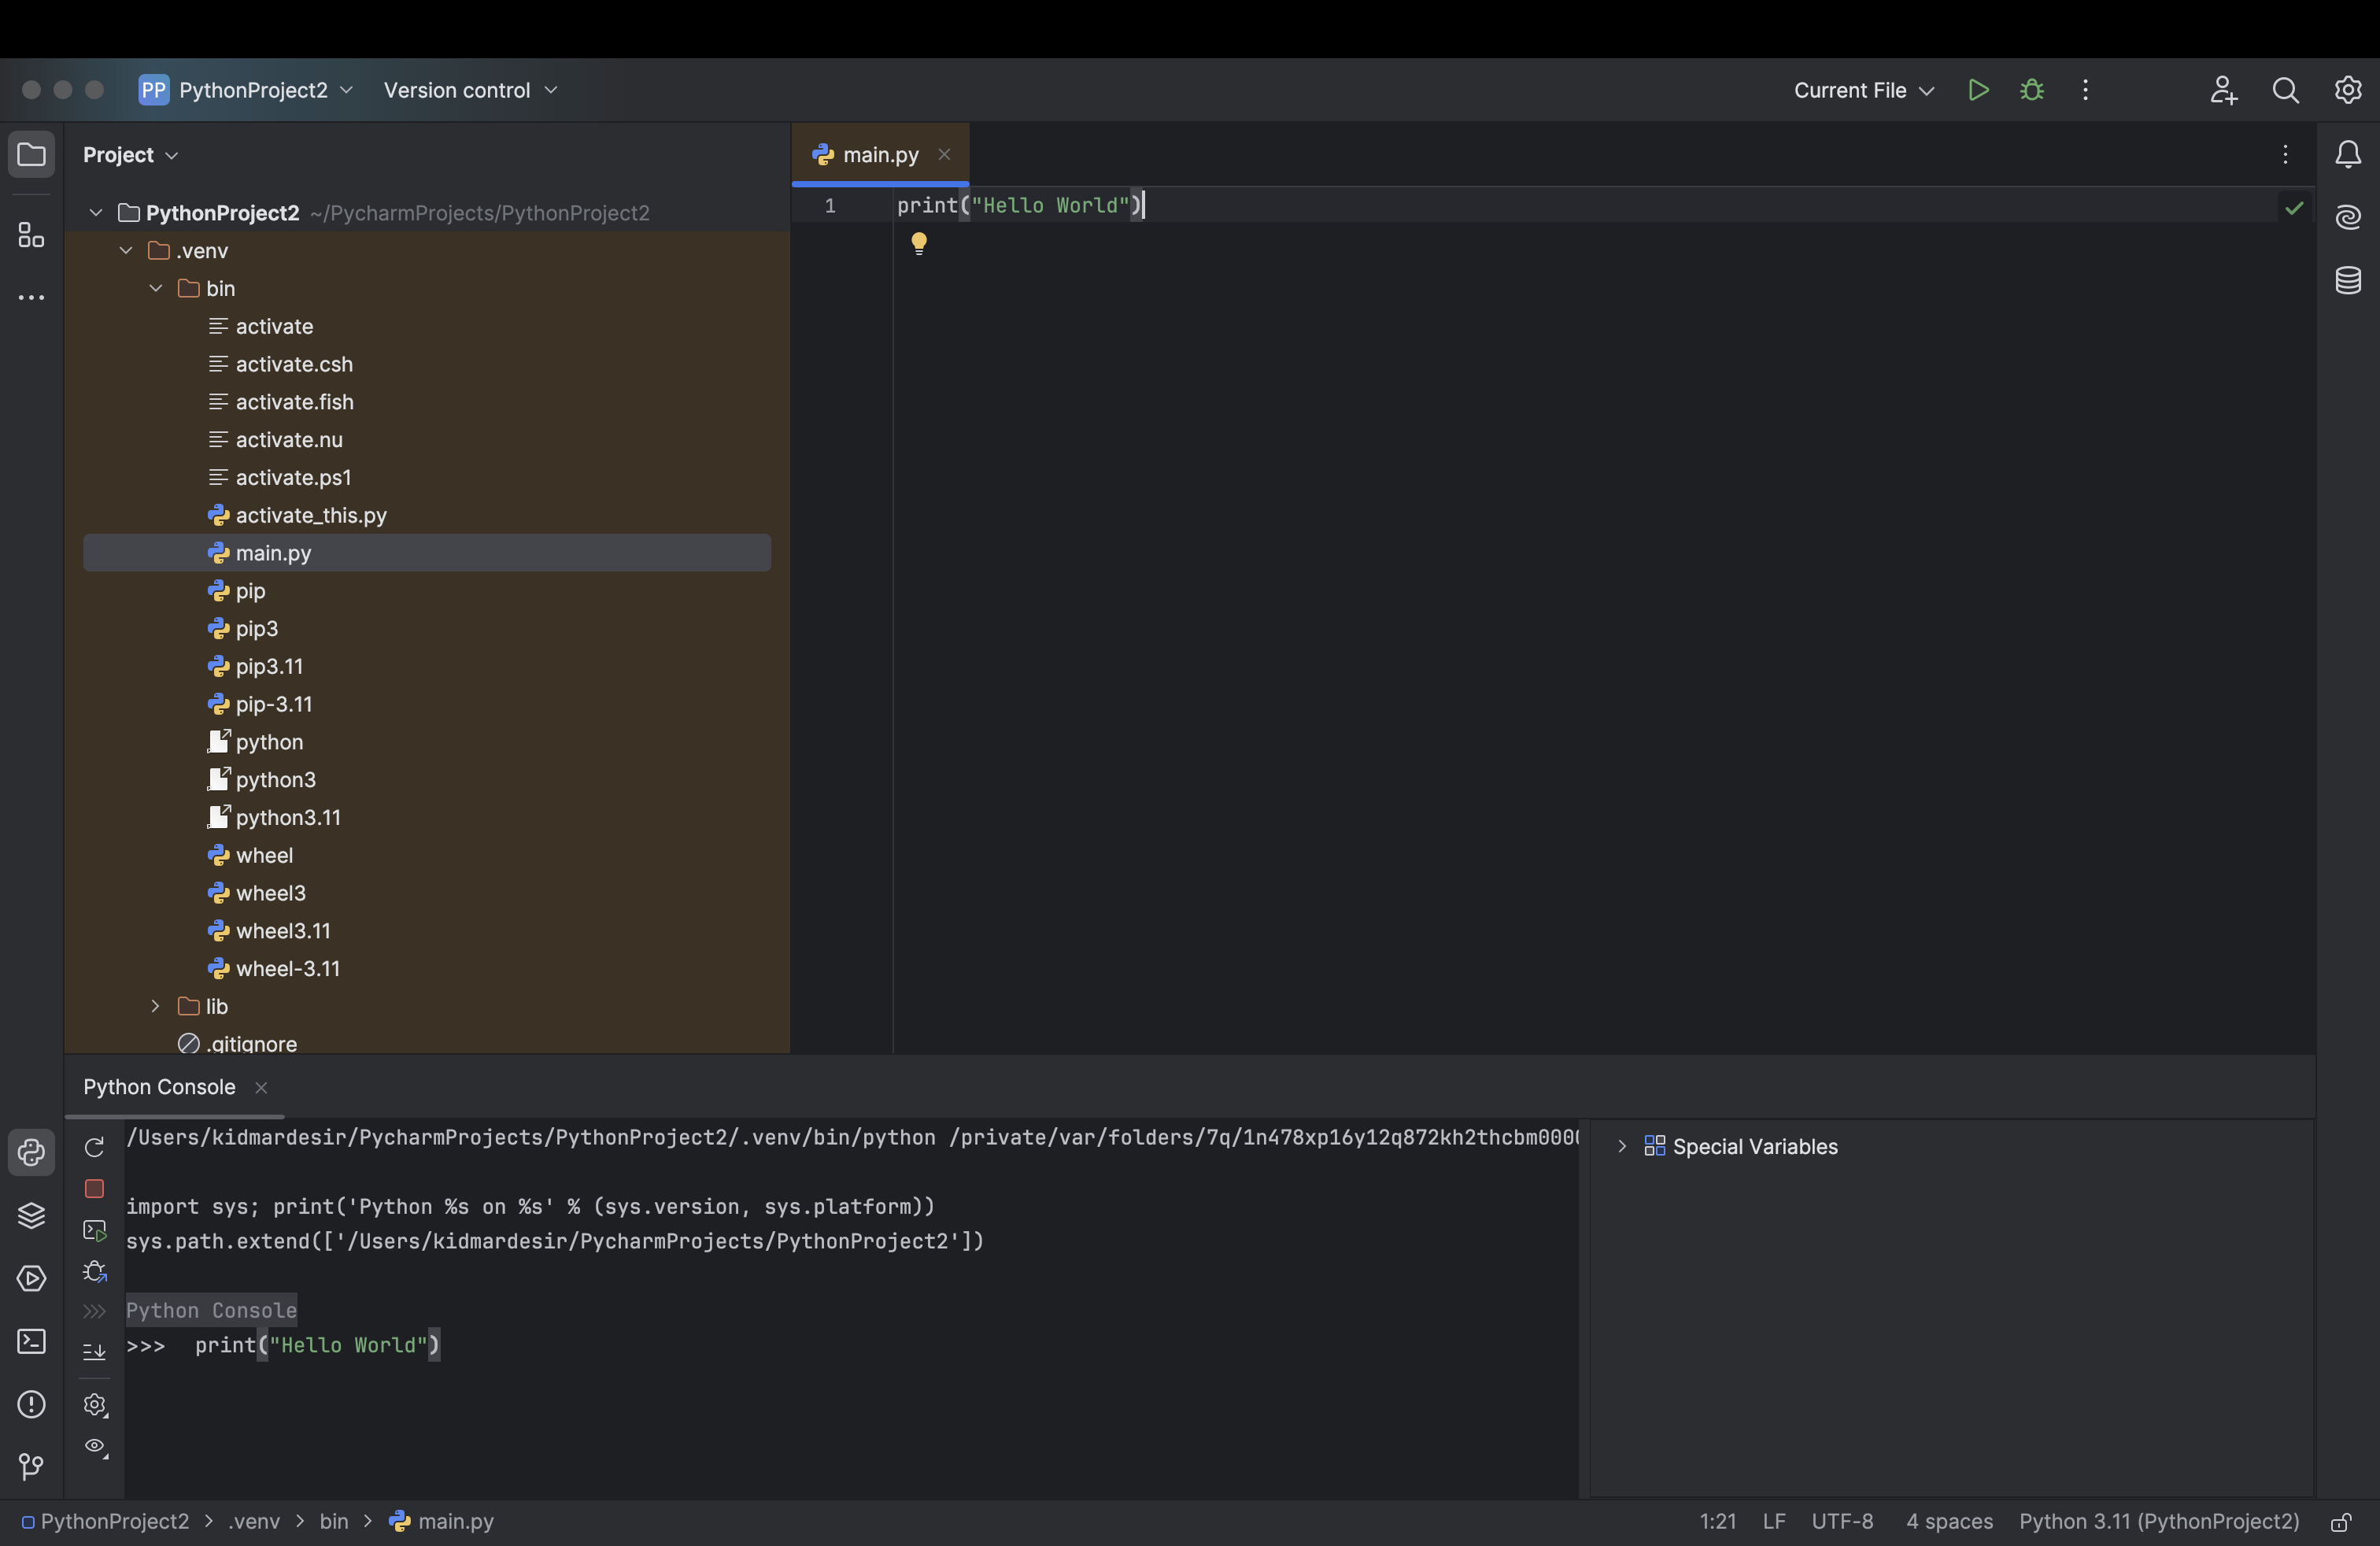 PP PythonProject2 Version control Current File
Project
main.py
PythonProject2 ~/PycharmProjects/PythonProject2
1 print("Hello World")
.venv
bin
activate
activate.csh
activate.fish
activate.nu
activate.ps1
activate_this.py
main.py
pip
pip3
pip3.11
pip-3.11
python
python3
python3.11
wheel
wheel3
wheel3.11
wheel-3.11
lib
.gitignore
Python Console
/Users/kidmardesir/PycharmProjects/PythonProject2/.venv/bin/python /private/var/folders/7q/1n478xp16y12q872kh2thcbm0000
Special Variables
import sys; print('Python %s on %s' % (sys.version, sys.platform))
sys.path.extend(['/Users/kidmardesir/PycharmProjects/PythonProject2'])
Python Console
>>> print("Hello World")
PythonProject2 > .venv > bin > main.py 1:21 LF UTF-8 4 spaces Python 3.11 (PythonProject2)